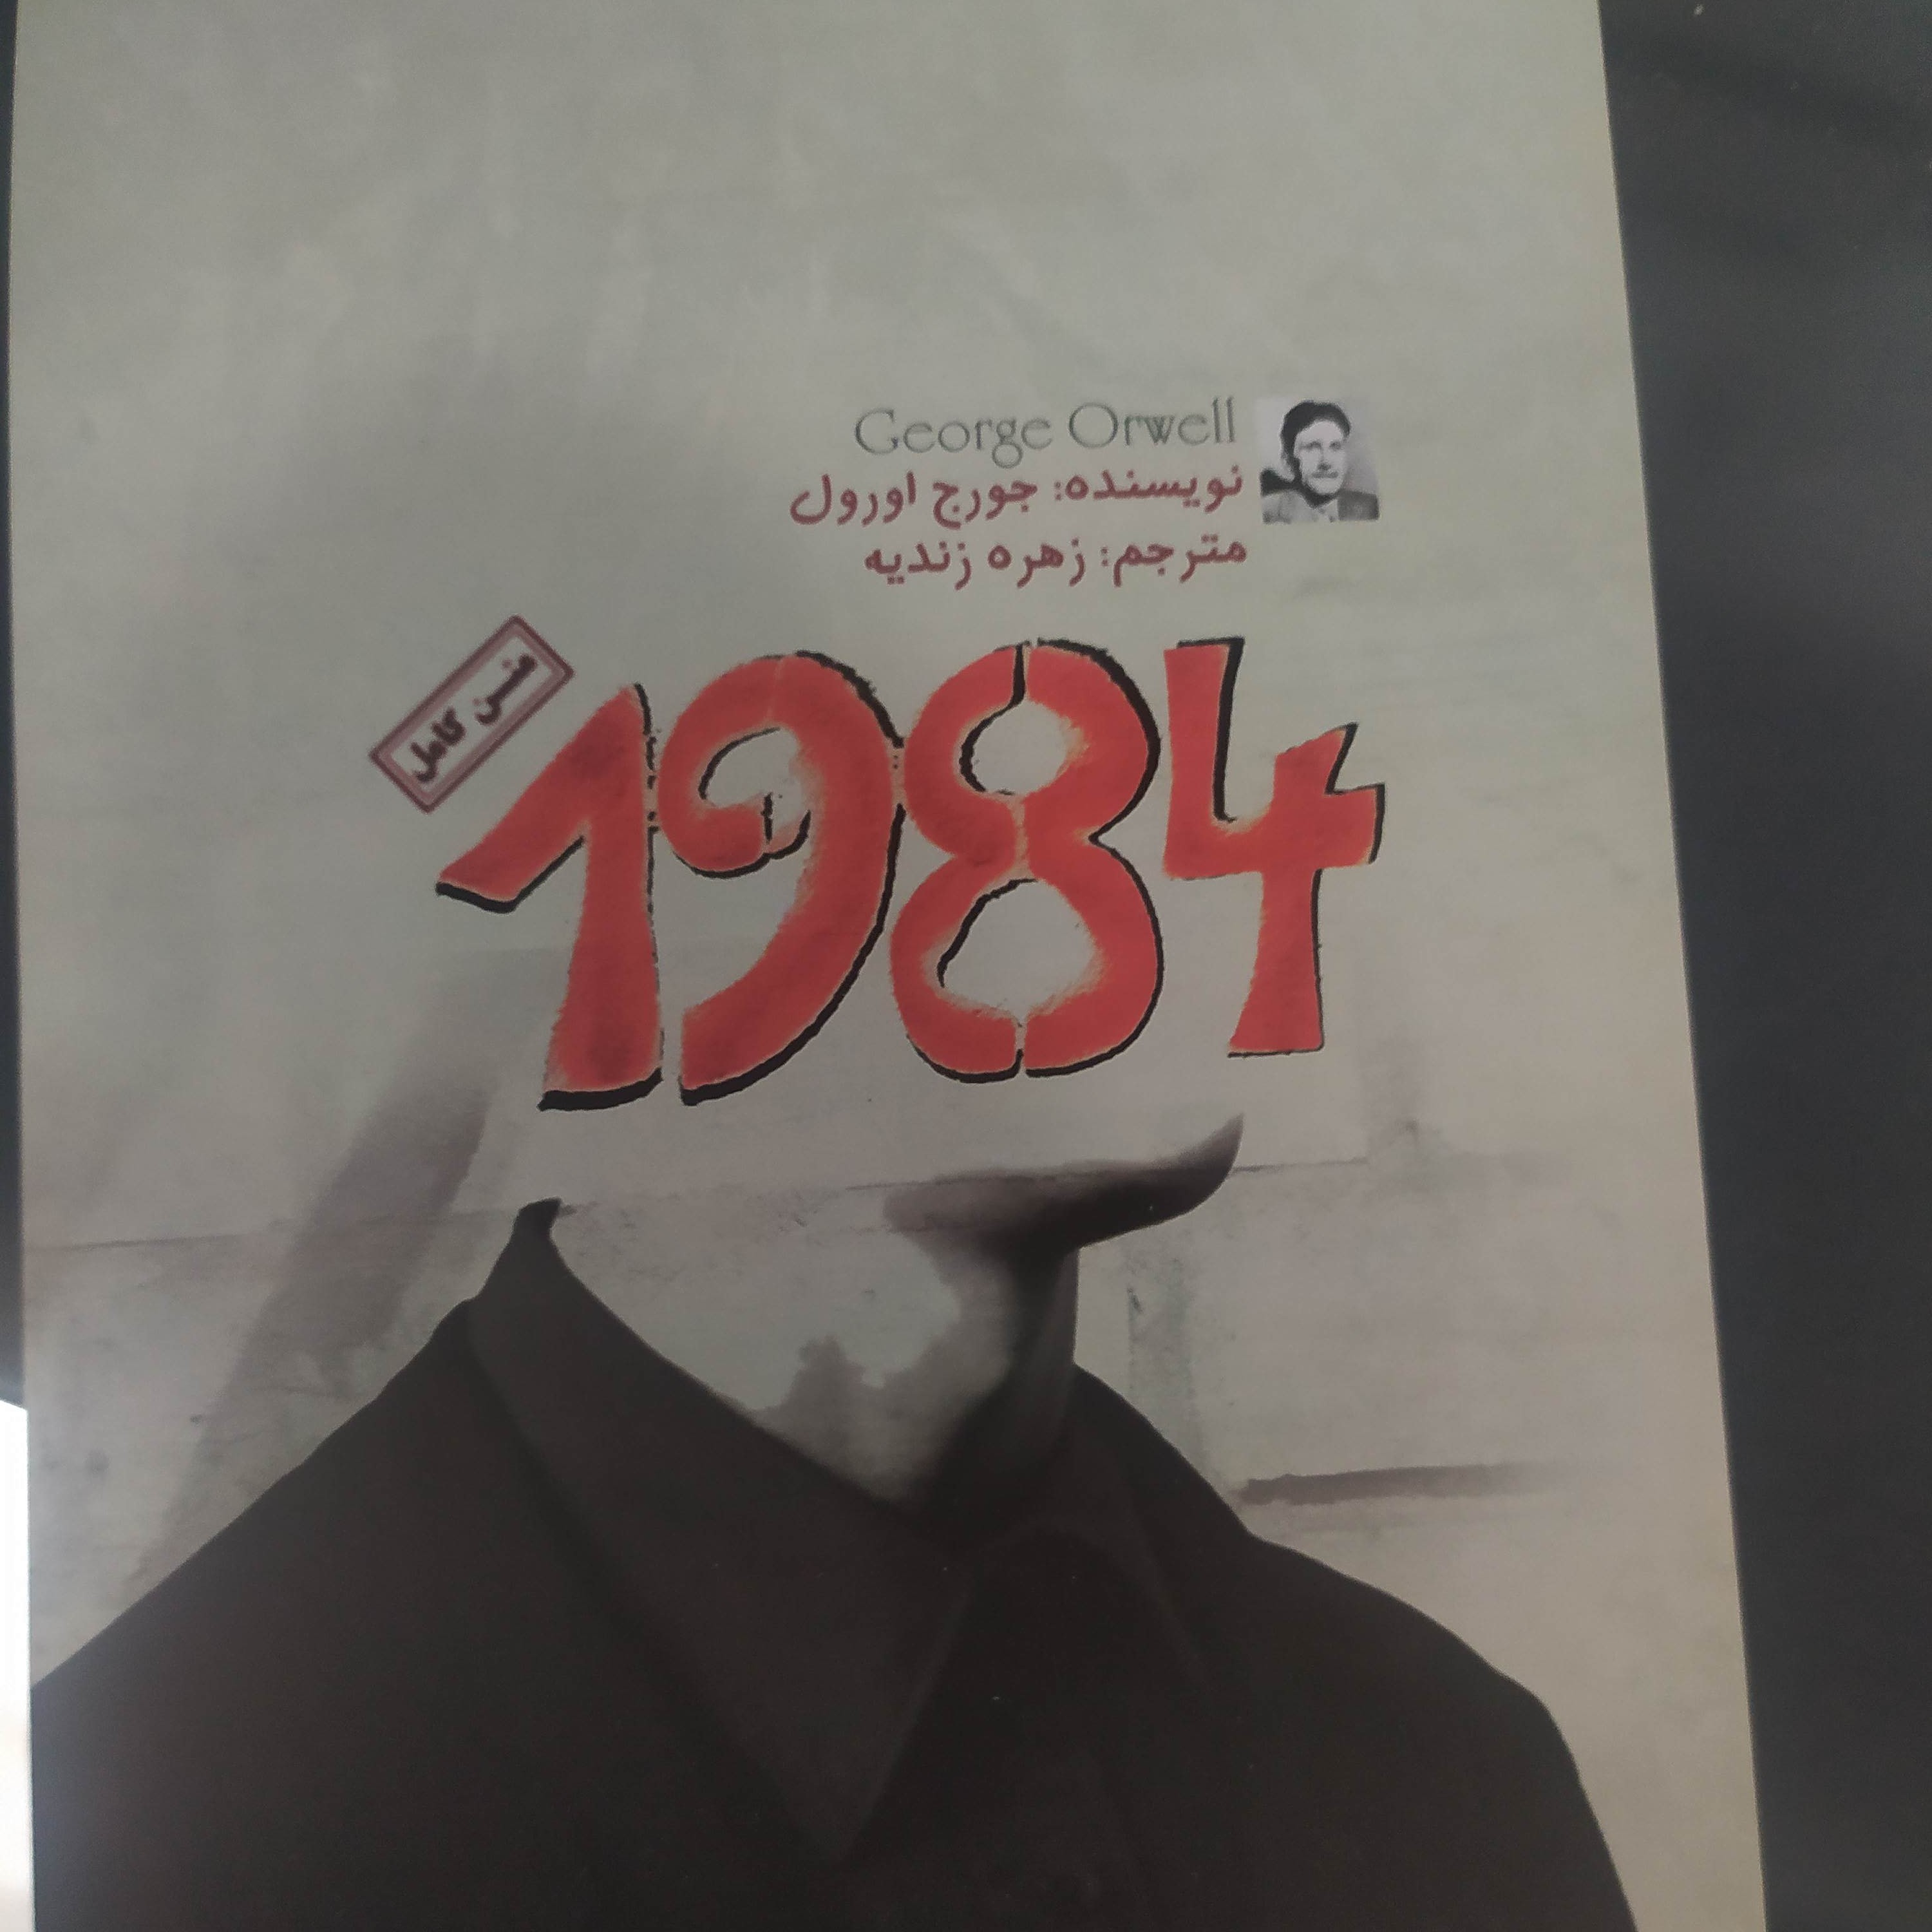 George Orwell
نویسنده: جورج اورول
مترجم: زهره زندیه
متن کامل
1984